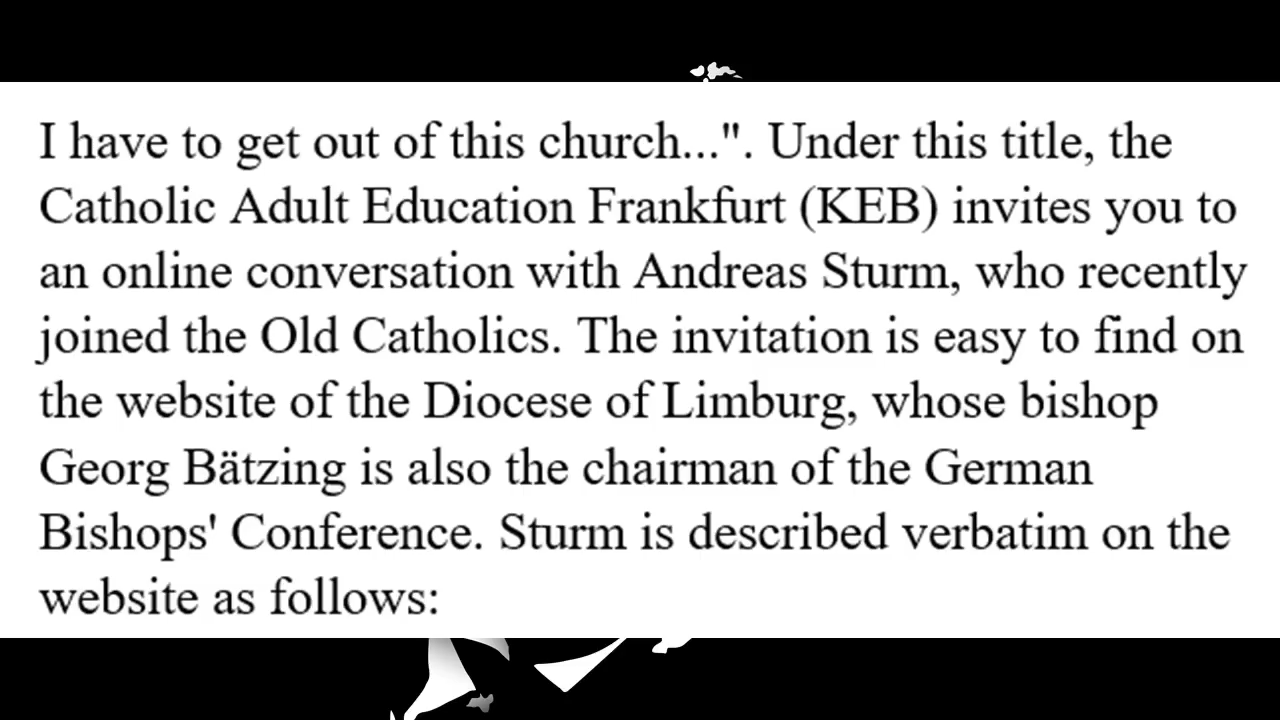 I have to get out of this church...". Under this title, the
Catholic Adult Education Frankfurt (KEB) invites you to
an online conversation with Andreas Sturm, who recently
joined the Old Catholics. The invitation is easy to find on
the website of the Diocese of Limburg, whose bishop
Georg Bätzing is also the chairman of the German
Bishops' Conference. Sturm is described verbatim on the
website as follows: